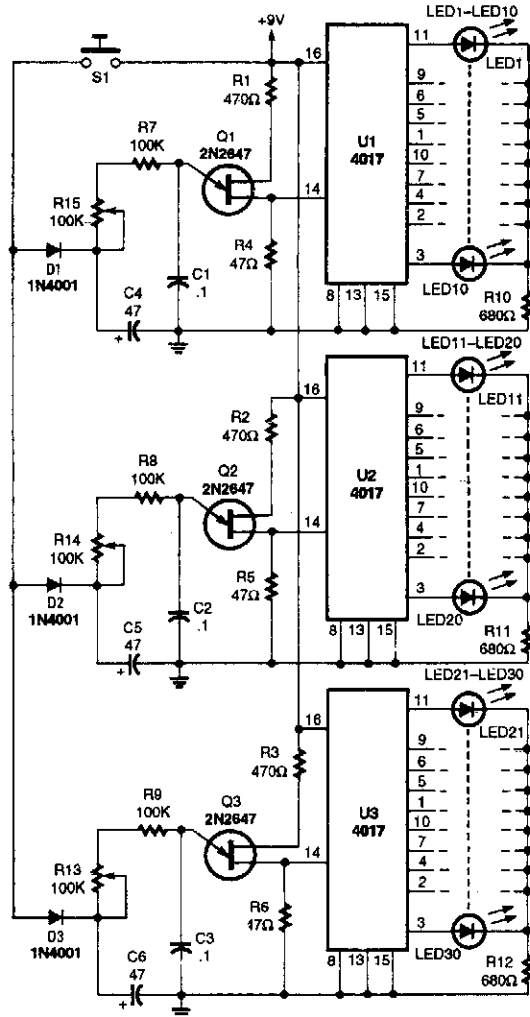 +9V
LED1–LED10
S1
16
11
LED1
R1
470Ω
9
6
5
R7
100K
Q1
2N2647
U1
4017
1
10
7
R15
100K
14
4
2
R4
47Ω
D1
1N4001
C1
.1
3
LED10
C4
47
+
8
13
15
R10
680Ω
LED11–LED20
16
11
LED11
R2
470Ω
9
6
5
R8
100K
Q2
2N2647
U2
4017
1
10
7
R14
100K
14
4
2
R5
47Ω
D2
1N4001
C2
.1
3
LED20
C5
47
+
8
13
15
R11
680Ω
LED21–LED30
16
11
LED21
R3
470Ω
9
6
5
R9
100K
Q3
2N2647
U3
4017
1
10
7
R13
100K
14
4
2
R6
47Ω
D3
1N4001
C3
.1
3
LED30
C6
47
+
8
13
15
R12
680Ω